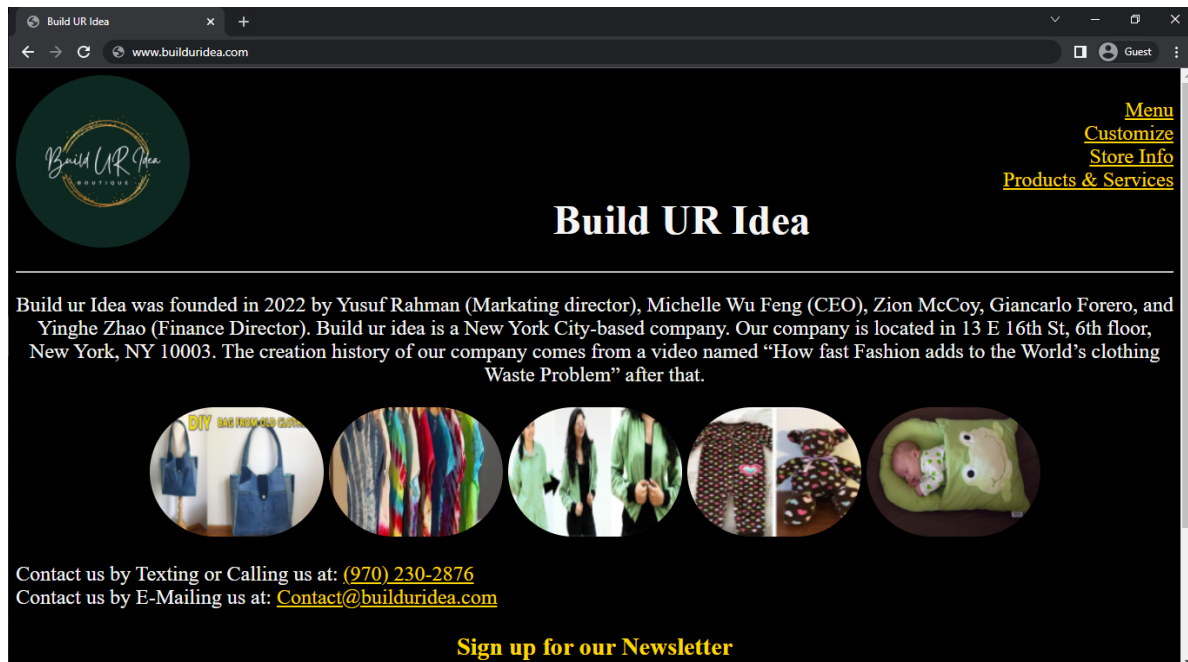 Build UR Idea
www.builduridea.com
Guest
Build UR Idea
BOUTIQUE
Menu
Customize
Store Info
Products & Services
Build UR Idea
Build ur Idea was founded in 2022 by Yusuf Rahman (Markating director), Michelle Wu Feng (CEO), Zion McCoy, Giancarlo Forero, and
Yinghe Zhao (Finance Director). Build ur idea is a New York City-based company. Our company is located in 13 E 16th St, 6th floor,
New York, NY 10003. The creation history of our company comes from a video named “How fast Fashion adds to the World’s clothing
Waste Problem” after that.
DIY BAG FROM OLD CLOTH
Contact us by Texting or Calling us at: (970) 230-2876
Contact us by E-Mailing us at: Contact@builduridea.com
Sign up for our Newsletter